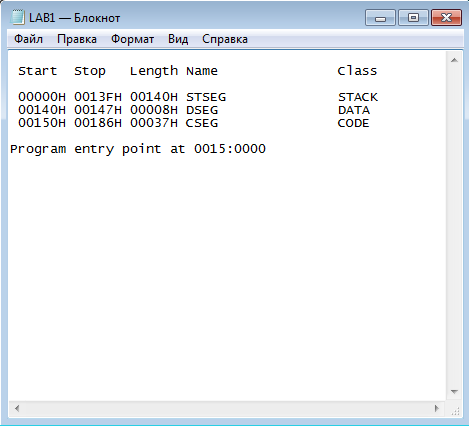 LAB1 — Блокнот
Файл Правка Формат Вид Справка
Start Stop Length Name Class
00000H 0013FH 00140H STSEG STACK
00140H 00147H 00008H DSEG DATA
00150H 00186H 00037H CSEG CODE
Program entry point at 0015:0000